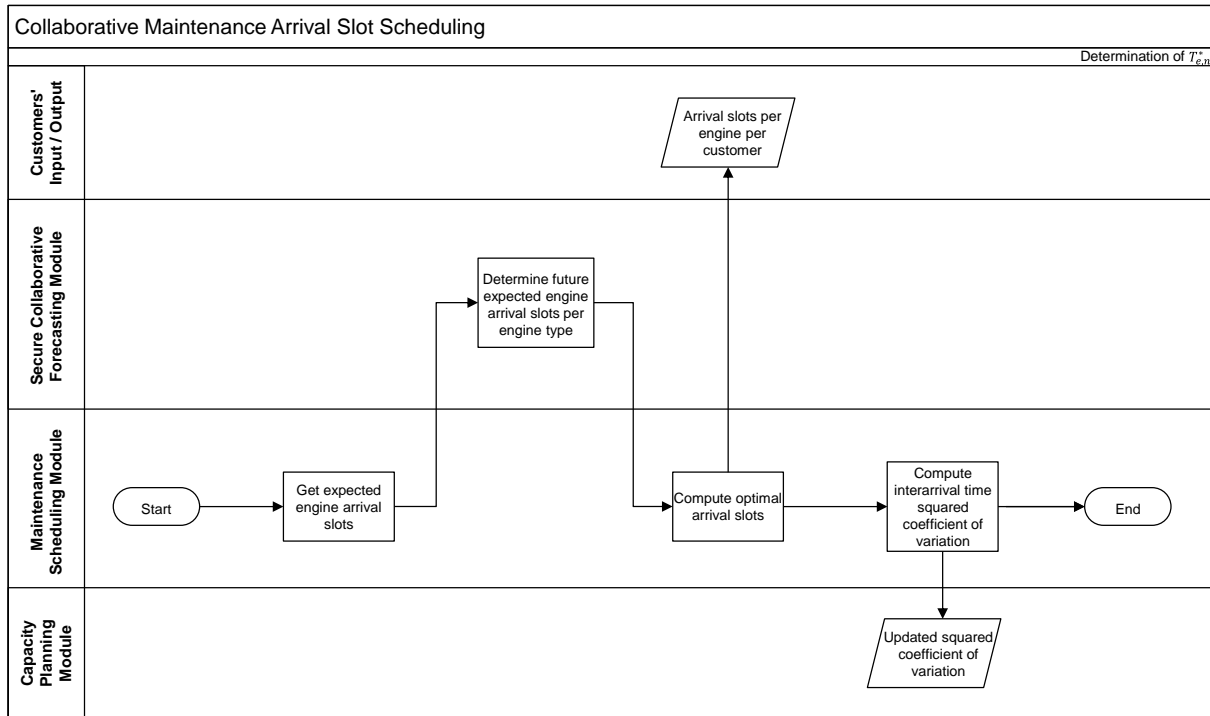 Collaborative Maintenance Arrival Slot Scheduling
Determination of T*e,n
Customers'
Input / Output
Arrival slots per
engine per
customer
Secure Collaborative
Forecasting Module
Determine future
expected engine
arrival slots per
engine type
Maintenance
Scheduling Module
Start
Get expected
engine arrival
slots
Compute optimal
arrival slots
Compute
interarrival time
squared
coefficient of
variation
End
Capacity
Planning
Module
Updated squared
coefficient of
variation